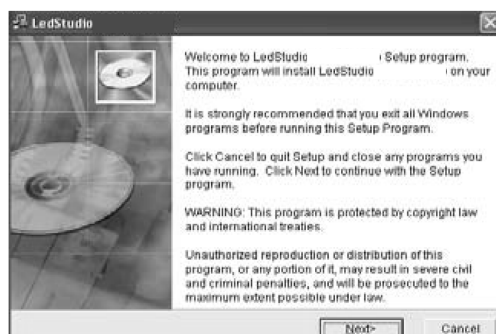 LedStudio
Welcome to LedStudio Setup program.
This program will install LedStudio on your
computer.
It is strongly recommended that you exit all Windows
programs before running this Setup Program.
Click Cancel to quit Setup and close any programs you
have running. Click Next to continue with the Setup
program.
WARNING: This program is protected by copyright law
and international treaties.
Unauthorized reproduction or distribution of this
program, or any portion of it, may result in severe civil
and criminal penalties, and will be prosecuted to the
maximum extent possible under law.
Next> Cancel